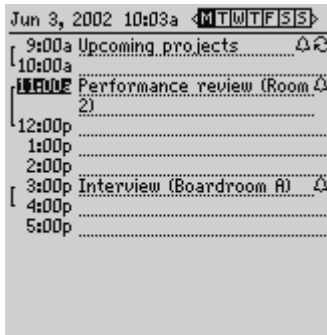 Jun 3, 2002 10:03a MTWTFSS
9:00a Upcoming projects
10:00a
11:00a Performance review (Room
2)
12:00p
1:00p
2:00p
3:00p Interview (Boardroom A)
4:00p
5:00p